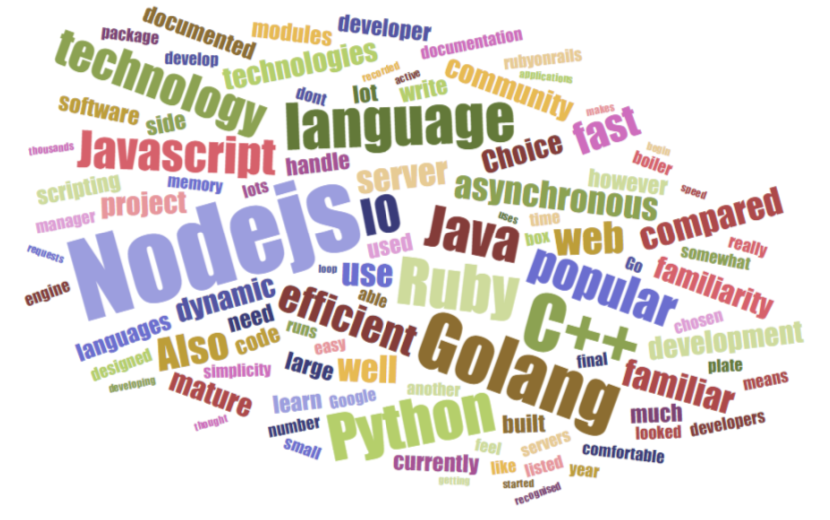 documented
package
modules
developer
documentation
technology
develop
technologies
recorded
active
community
rubyonrails
applications
dont
lot
write
software
side
language
Choice
fast
makes
thousands
Javascript
handle
server
boiler
begin
scripting
memory
lots
asynchronous
however
speed
manager
project
Nodejs
IO
Java
uses
time
compared
requests
used
box
web
really
engine
dynamic
loop
use
able
Ruby
popular
Go
somewhat
familiarity
languages
need
efficient
C++
chosen
development
designed
Also
code
runs
easy
Golang
final
plate
developing
simplicity
large
well
familiar
means
mature
learn
Google
another
thought
number
Python
built
much
looked
developers
small
feel
servers
comfortable
currently
like
listed
year
getting
started
recognised